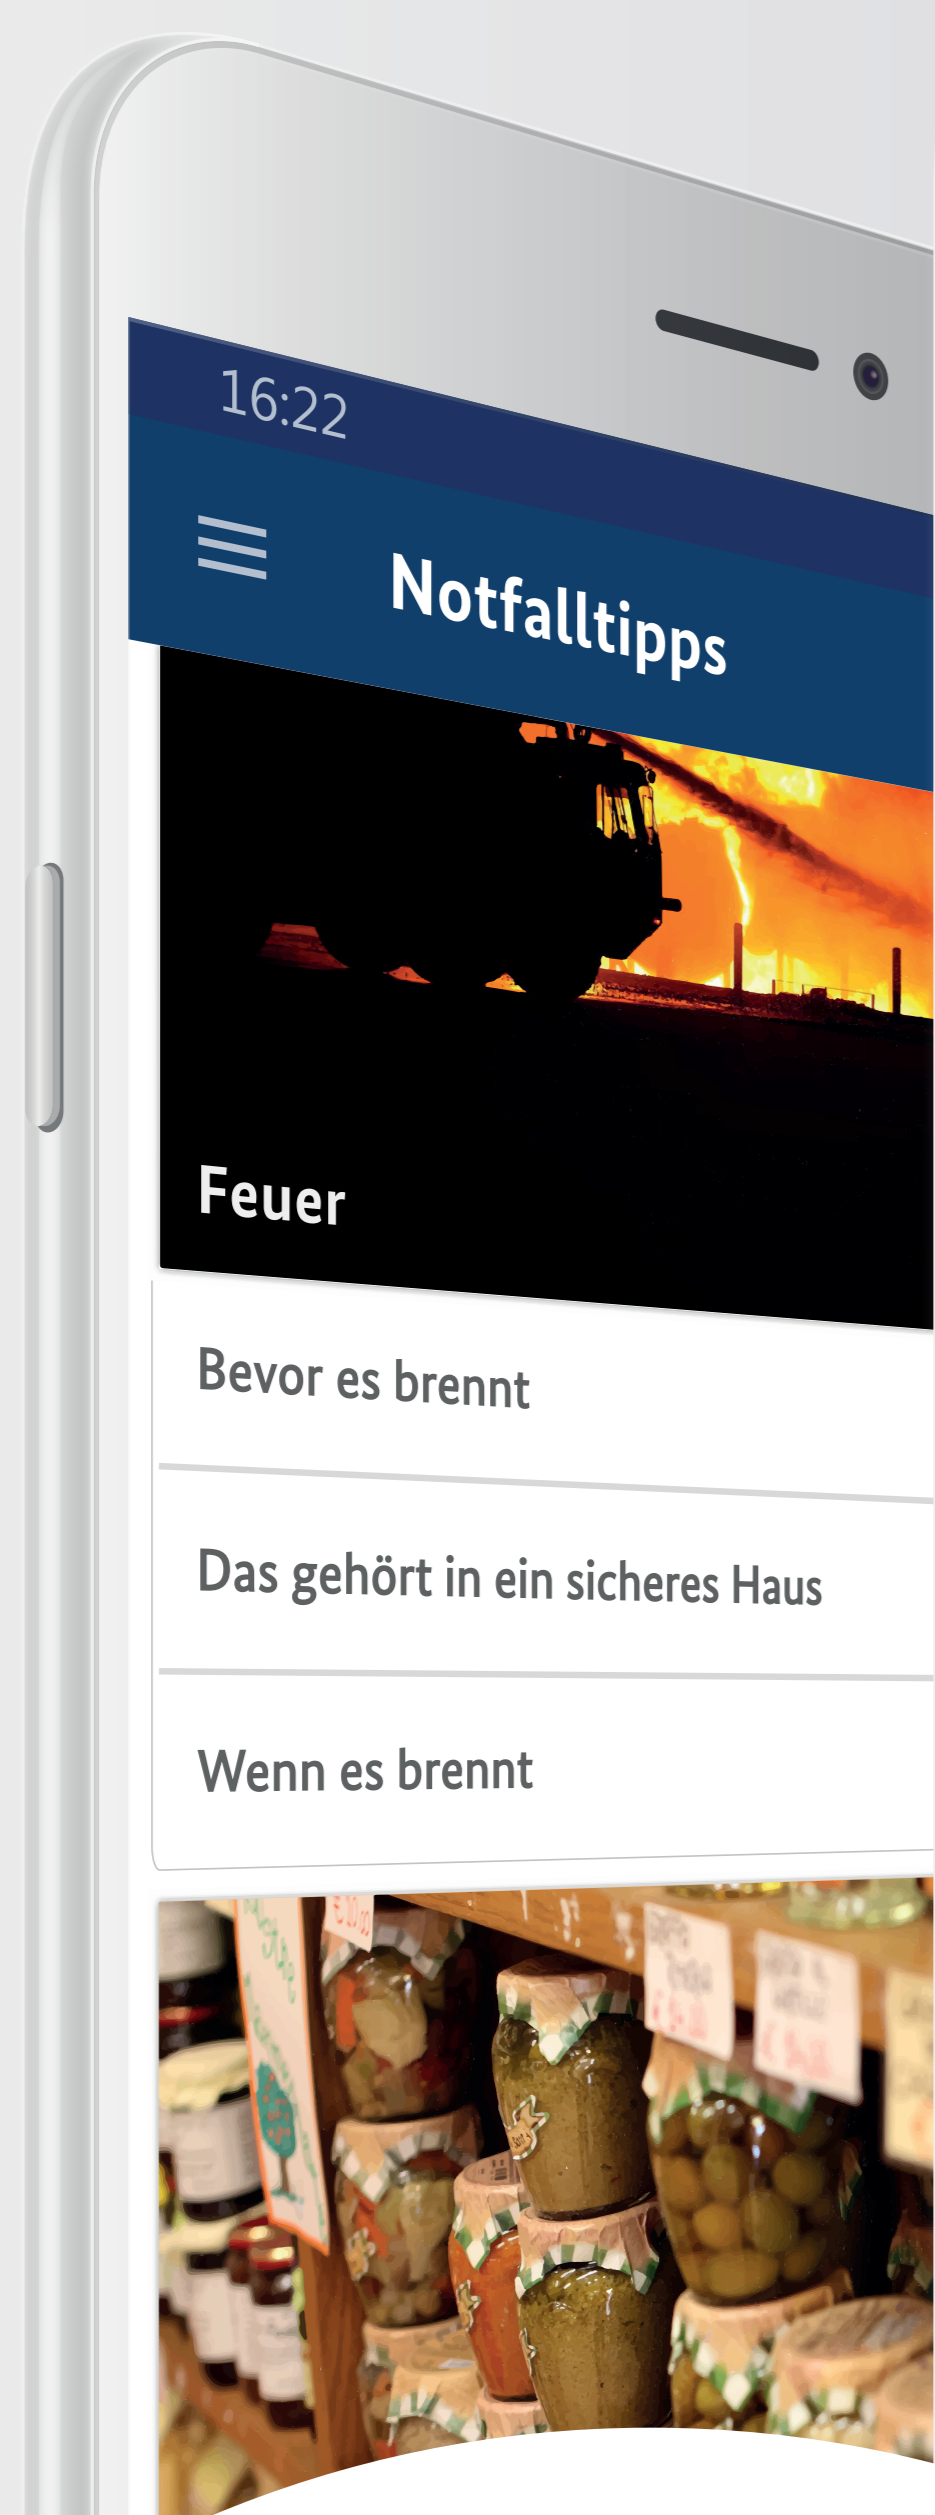 16:22
Notfalltipps
Feuer
Bevor es brennt
Das gehört in ein sicheres Haus
Wenn es brennt